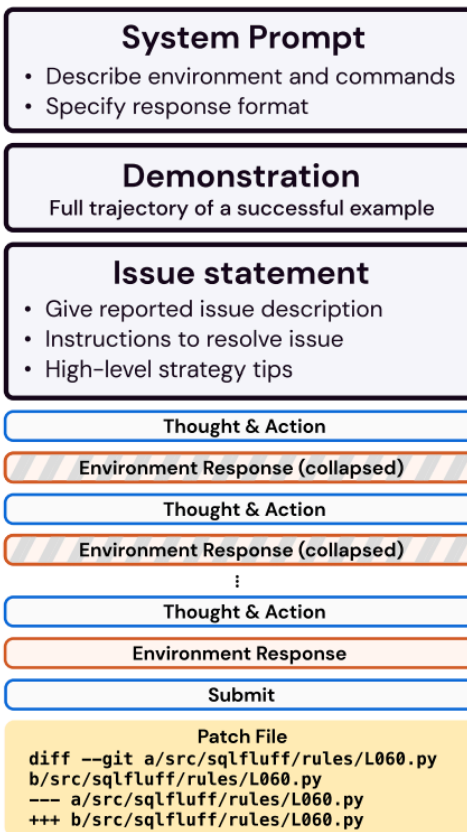 System Prompt
• Describe environment and commands
• Specify response format
Demonstration
Full trajectory of a successful example
Issue statement
• Give reported issue description
• Instructions to resolve issue
• High-level strategy tips
Thought & Action
Environment Response (collapsed)
Thought & Action
Environment Response (collapsed)
⋮
Thought & Action
Environment Response
Submit
Patch File
diff --git a/src/sqlfluff/rules/L060.py
b/src/sqlfluff/rules/L060.py
--- a/src/sqlfluff/rules/L060.py
+++ b/src/sqlfluff/rules/L060.py